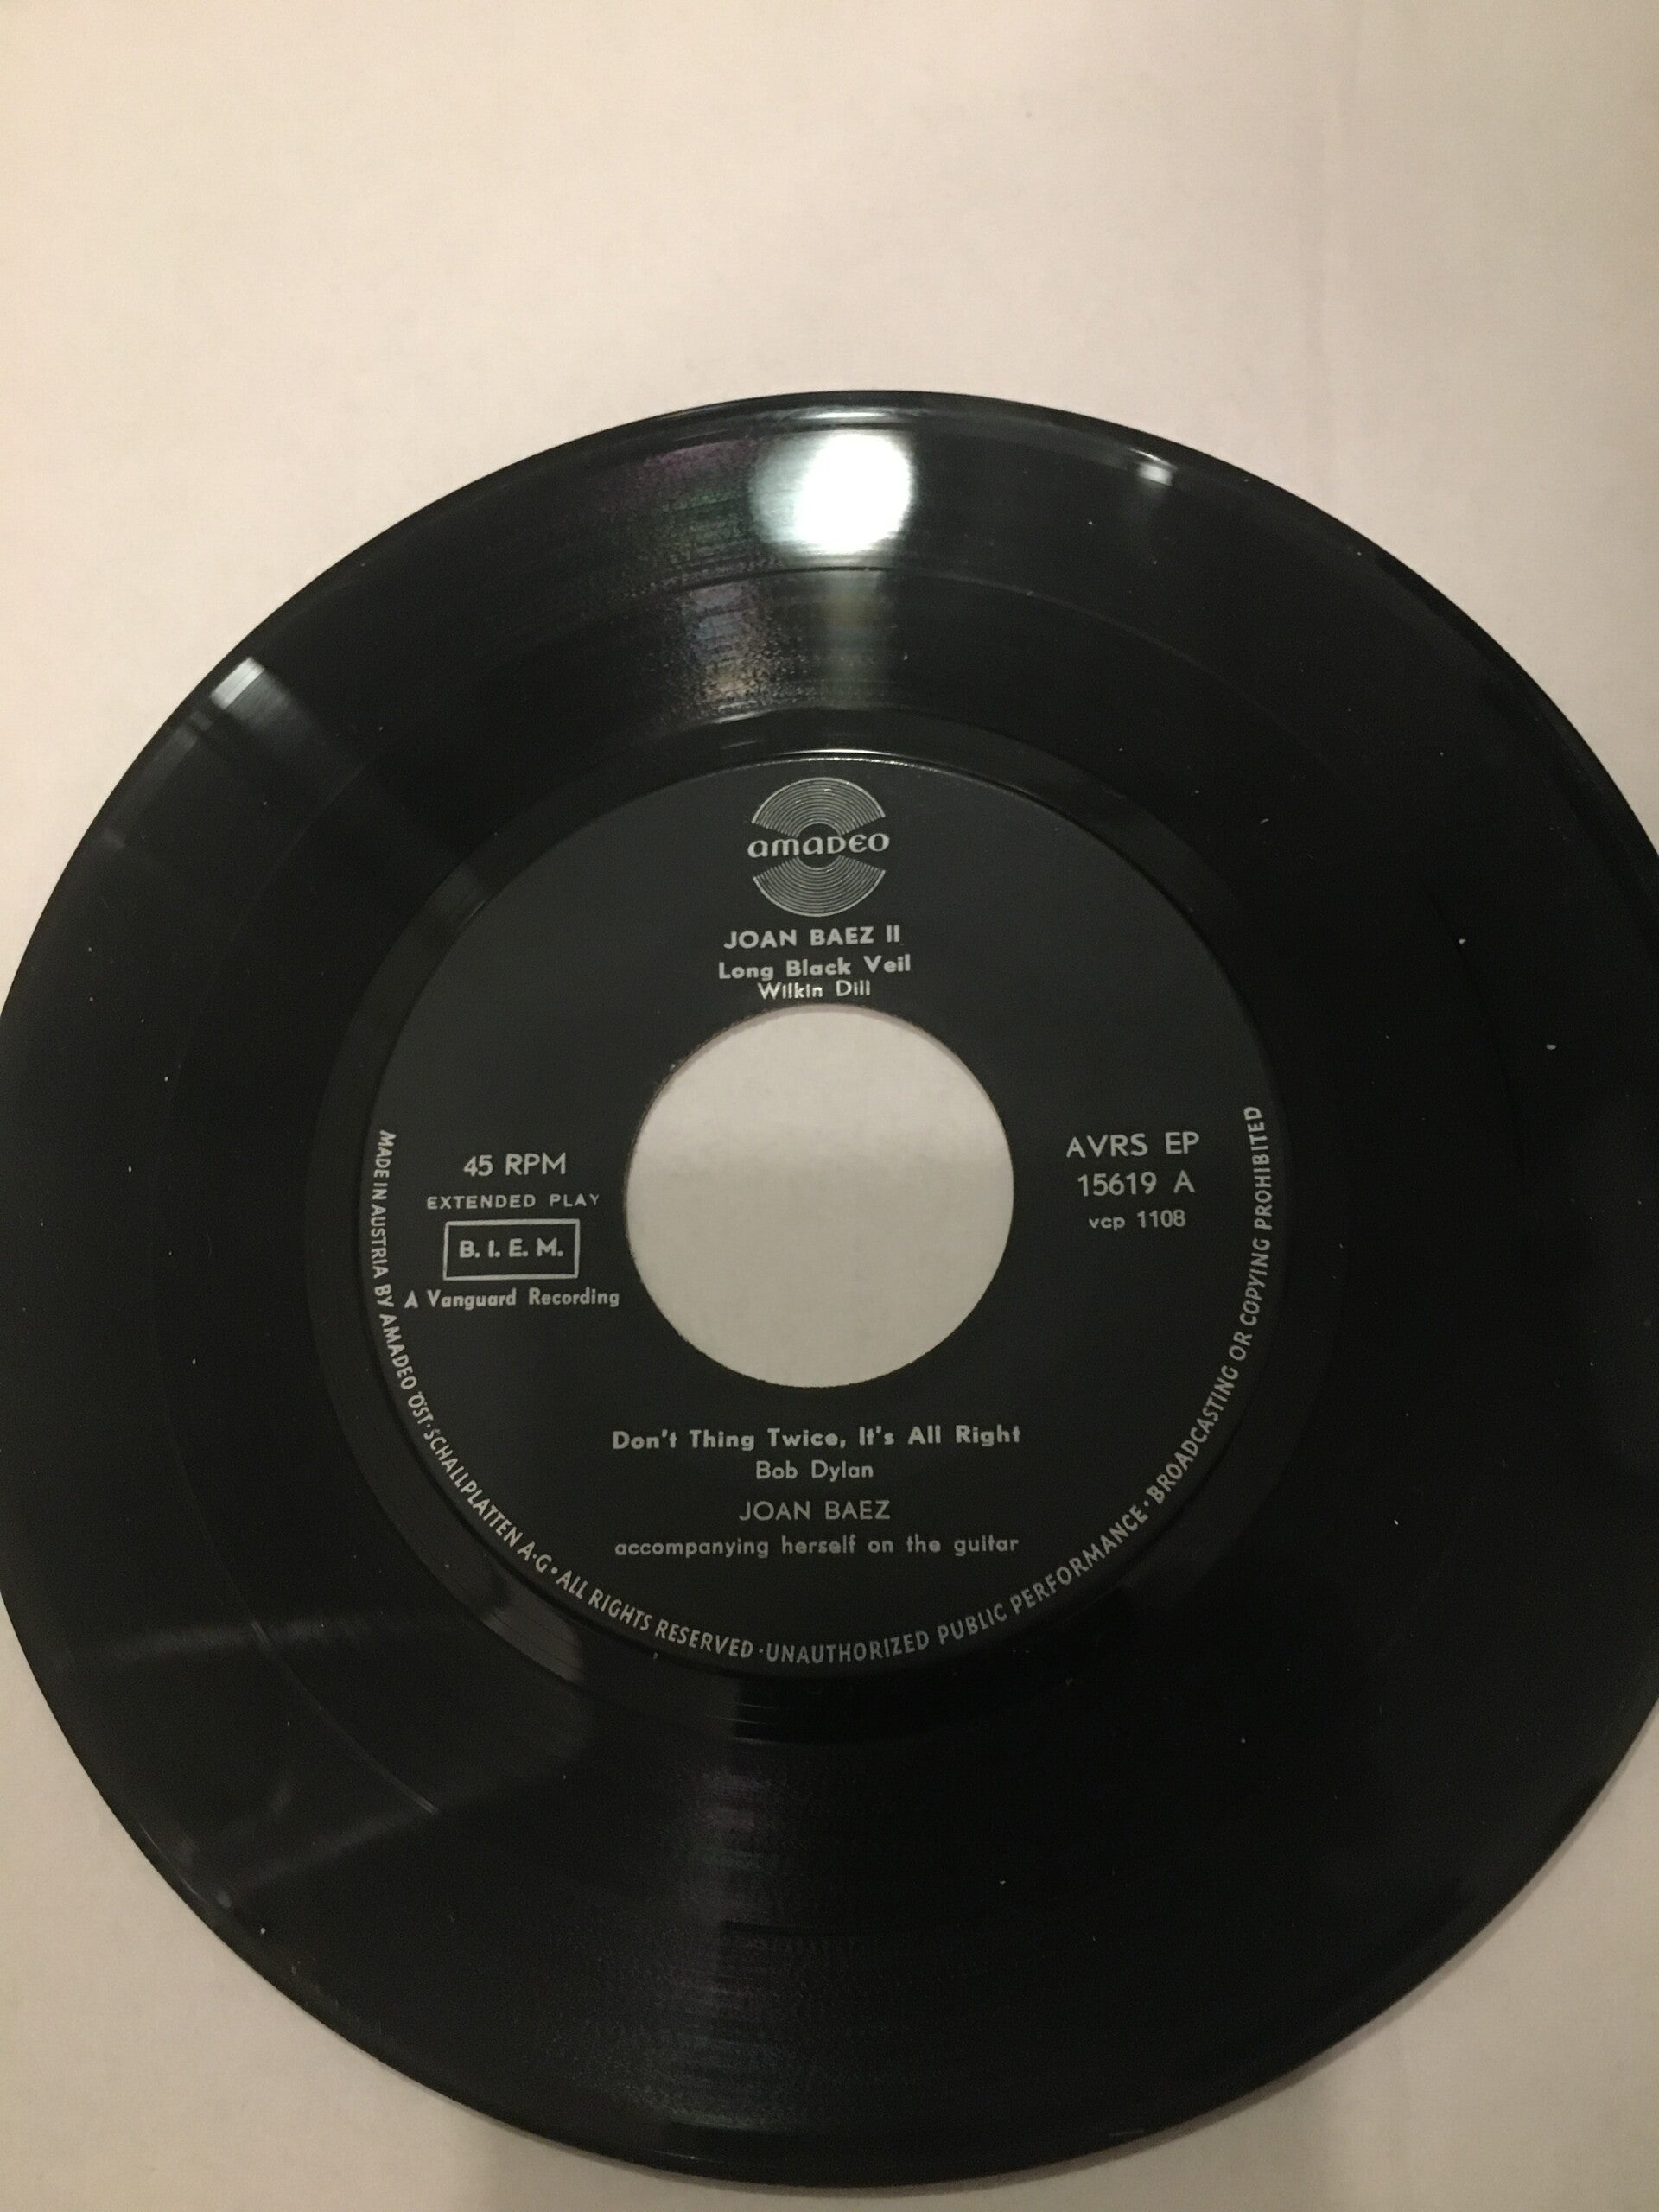 amaDEO
JOAN BAEZ II
Long Black Veil
Wilkin Dill
45 RPM
EXTENDED PLAY
B. I. E. M.
A Vanguard Recording
AVRS EP
15619 A
vcp 1108
Don't Thing Twice, It's All Right
Bob Dylan
JOAN BAEZ
accompanying herself on the guitar
MADE IN AUSTRIA BY AMADEO ÖST·SCHALLPLATTEN A·G·ALL RIGHTS RESERVED·UNAUTHORIZED PUBLIC PERFORMANCE·BROADCASTING OR COPYING PROHIBITED